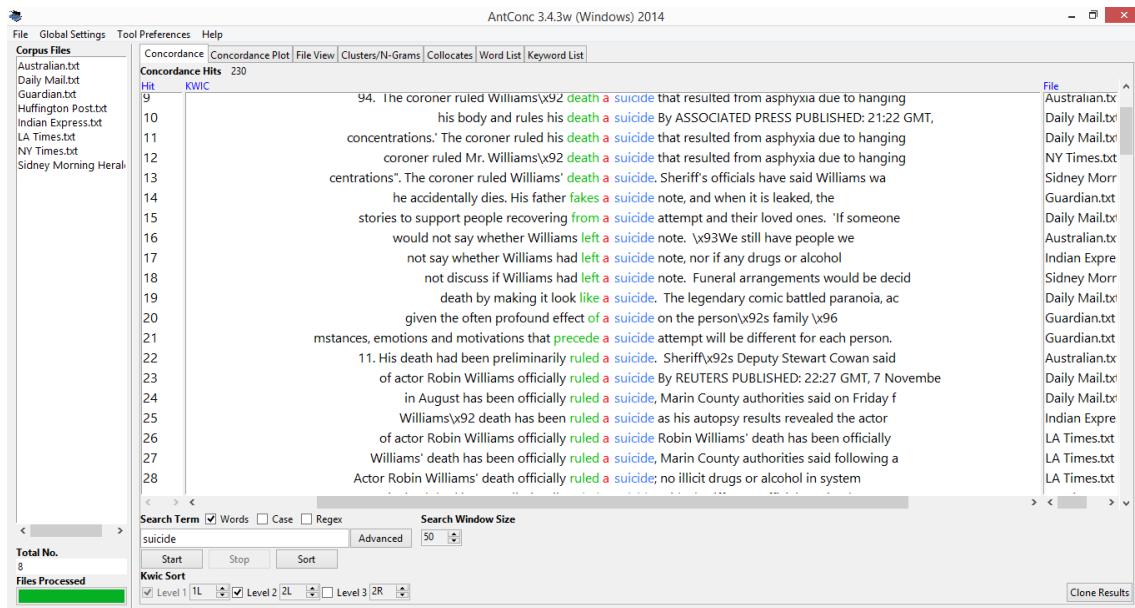 AntConc 3.4.3w (Windows) 2014
File Global Settings Tool Preferences Help
Corpus Files
Australian.txt
Daily Mail.txt
Guardian.txt
Huffington Post.txt
Indian Express.txt
LA Times.txt
NY Times.txt
Sidney Morning Heral
Total No.
8
Files Processed
Concordance Concordance Plot File View Clusters/N-Grams Collocates Word List Keyword List
Concordance Hits 230
Hit KWIC File
9 94. The coroner ruled Williams\x92 death a suicide that resulted from asphyxia due to hanging Australian.tx
10 his body and rules his death a suicide By ASSOCIATED PRESS PUBLISHED: 21:22 GMT, Daily Mail.txt
11 concentrations.' The coroner ruled his death a suicide that resulted from asphyxia due to hanging Daily Mail.txt
12 coroner ruled Mr. Williams\x92 death a suicide that resulted from asphyxia due to hanging NY Times.txt
13 centrations". The coroner ruled Williams' death a suicide. Sheriff's officials have said Williams wa Sidney Morr
14 he accidentally dies. His father fakes a suicide note, and when it is leaked, the Guardian.txt
15 stories to support people recovering from a suicide attempt and their loved ones. 'If someone Daily Mail.txt
16 would not say whether Williams left a suicide note. \x93We still have people we Australian.tx
17 not say whether Williams had left a suicide note, nor if any drugs or alcohol Indian Expre
18 not discuss if Williams had left a suicide note. Funeral arrangements would be decid Sidney Morr
19 death by making it look like a suicide. The legendary comic battled paranoia, ac Daily Mail.txt
20 given the often profound effect of a suicide on the person\x92s family \x96 Guardian.txt
21 mstances, emotions and motivations that precede a suicide attempt will be different for each person. Guardian.txt
22 11. His death had been preliminarily ruled a suicide. Sheriff\x92s Deputy Stewart Cowan said Australian.tx
23 of actor Robin Williams officially ruled a suicide By REUTERS PUBLISHED: 22:27 GMT, 7 Novembe Daily Mail.txt
24 in August has been officially ruled a suicide, Marin County authorities said on Friday f Daily Mail.txt
25 Williams\x92 death has been ruled a suicide as his autopsy results revealed the actor Indian Expre
26 of actor Robin Williams officially ruled a suicide Robin Williams' death has been officially LA Times.txt
27 Williams' death has been officially ruled a suicide, Marin County authorities said following a LA Times.txt
28 Actor Robin Williams' death officially ruled a suicide; no illicit drugs or alcohol in system LA Times.txt
Search Term Words Case Regex Search Window Size
suicide Advanced 50
Start Stop Sort
Kwic Sort
Level 1 1L Level 2 2L Level 3 2R Clone Results